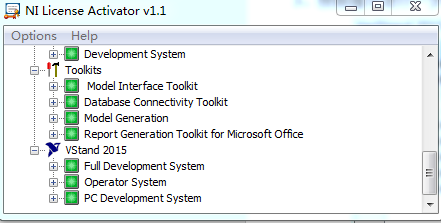 NI License Activator v1.1
Options Help
Development System
Toolkits
Model Interface Toolkit
Database Connectivity Toolkit
Model Generation
Report Generation Toolkit for Microsoft Office
VStand 2015
Full Development System
Operator System
PC Development System